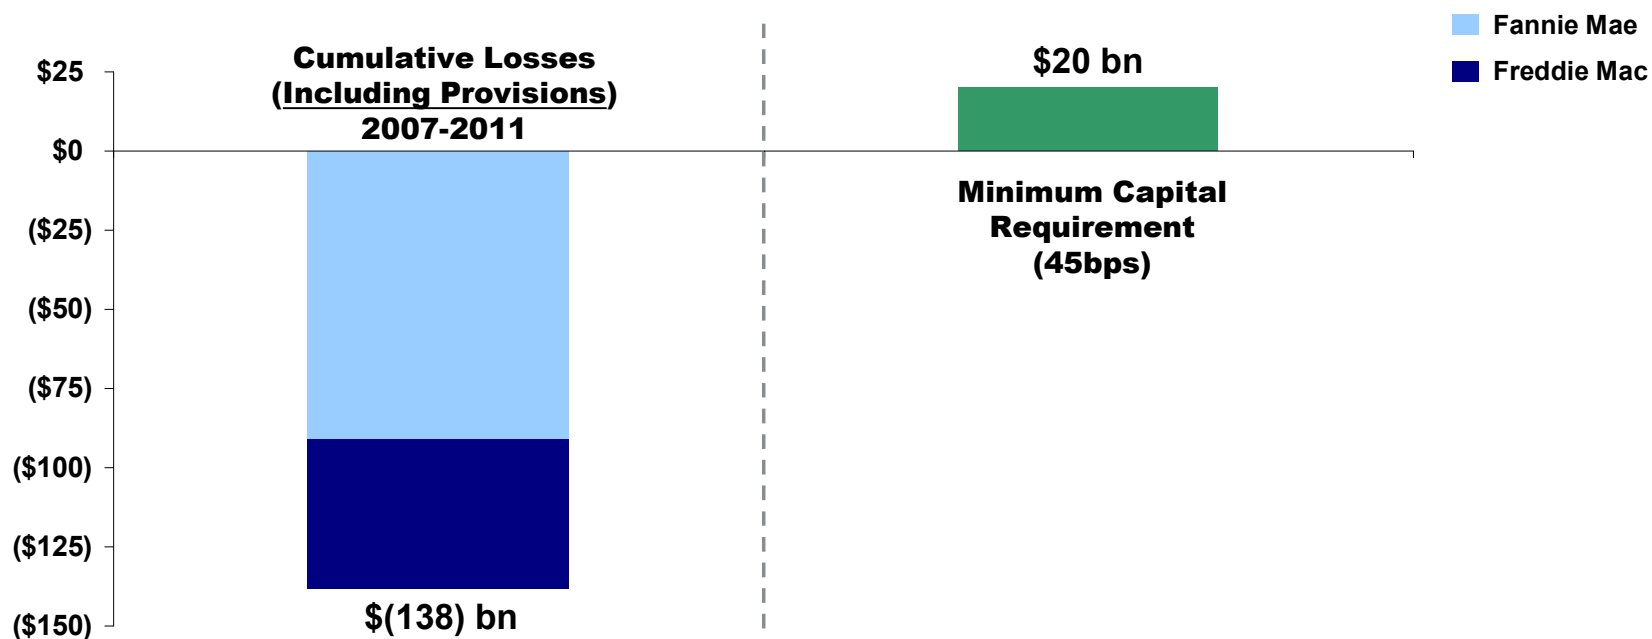 Fannie Mae
Freddie Mac
Cumulative Losses
(Including Provisions)
2007-2011
$20 bn
$25
$0
($25)
($50)
($75)
($100)
($125)
($150)
Minimum Capital
Requirement
(45bps)
$(138) bn